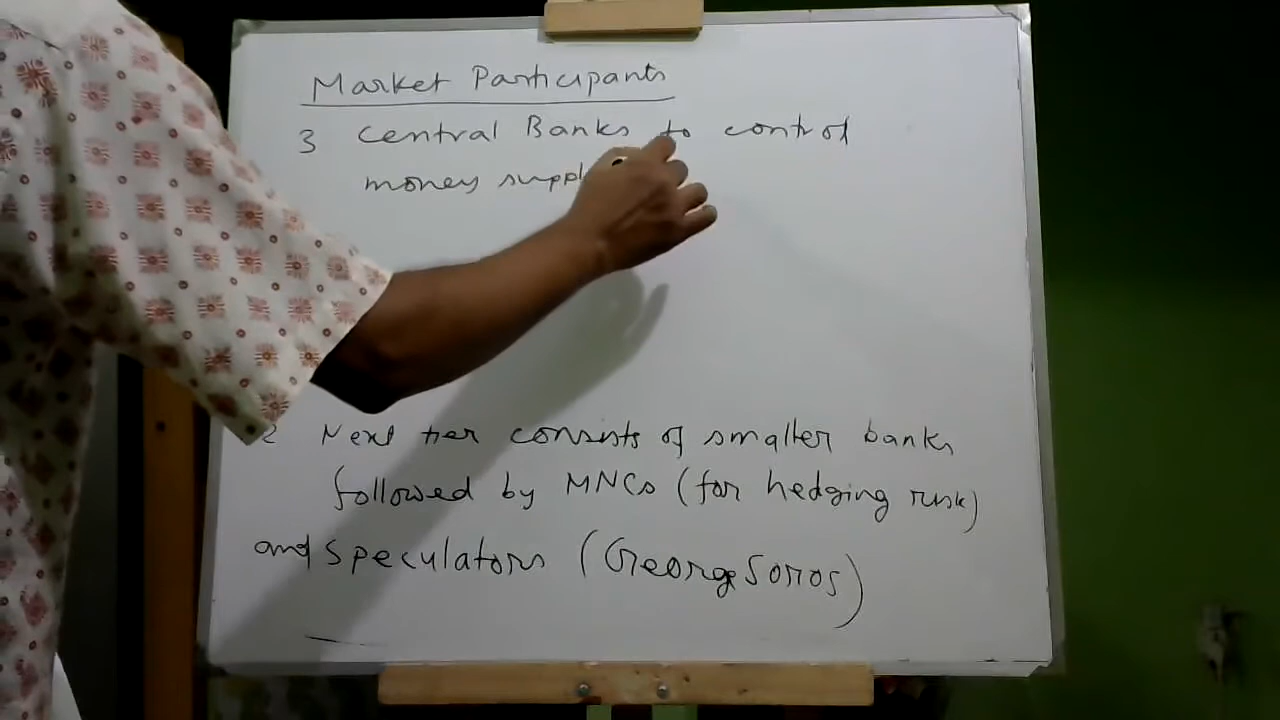 Market Participants
3 Central Banks to control
money suppl
2 Next tier consists of smaller banks
followed by MNCs (for hedging risk)
and speculators (George Soros)